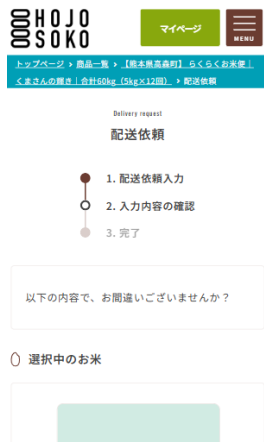 HOJO
SOKO
マイページ
MENU
トップページ > 商品一覧 > 【熊本県高森町】 らくらくお米便｜
くまさんの輝き｜合計60kg（5kg×12回） > 配送依頼
Delivery request
配送依頼
1. 配送依頼入力
2. 入力内容の確認
3. 完了
以下の内容で、お間違いございませんか？
選択中のお米